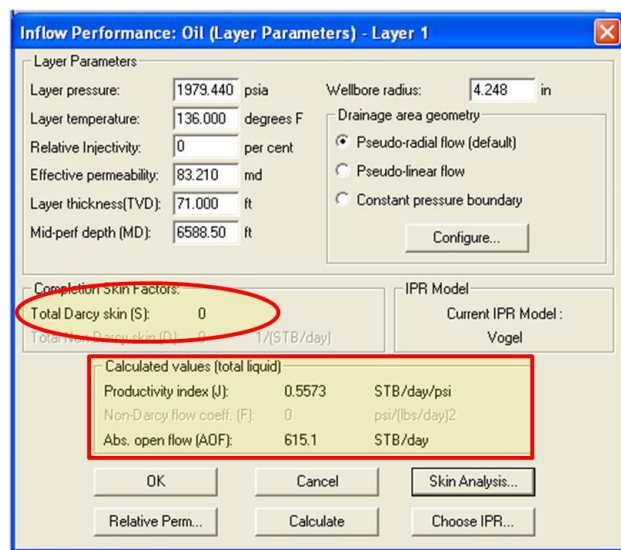 Inflow Performance: Oil (Layer Parameters) - Layer 1
Layer Parameters
Layer pressure: 1979.440 psia
Layer temperature: 136.000 degrees F
Relative Injectivity: 0 per cent
Effective permeability: 83.210 md
Layer thickness(TVD): 71.000 ft
Mid-perf depth (MD): 6588.50 ft
Wellbore radius: 4.248 in
Drainage area geometry
Pseudo-radial flow (default)
Pseudo-linear flow
Constant pressure boundary
Configure...
Completion Skin Factors:
Total Darcy skin (S): 0
Total Non Darcy skin (D): 0 1/(STB/day)
IPR Model
Current IPR Model :
Vogel
Calculated values (total liquid)
Productivity index (J): 0.5573 STB/day/psi
Non-Darcy flow coeff. (F): 0 psi/(lbs/day)2
Abs. open flow (AOF): 615.1 STB/day
OK Cancel Skin Analysis...
Relative Perm... Calculate Choose IPR...